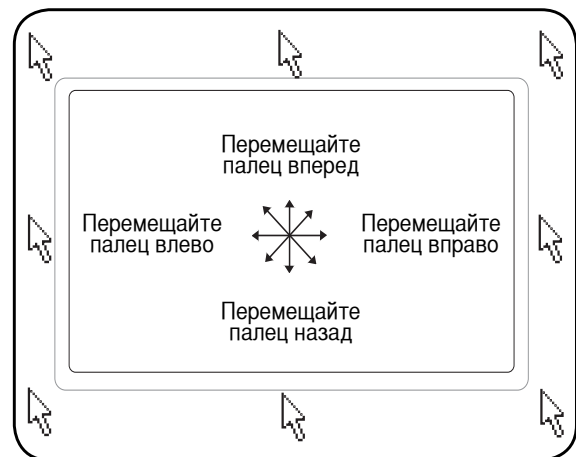 Перемещайте
палец вперед
Перемещайте
палец влево
Перемещайте
палец вправо
Перемещайте
палец назад